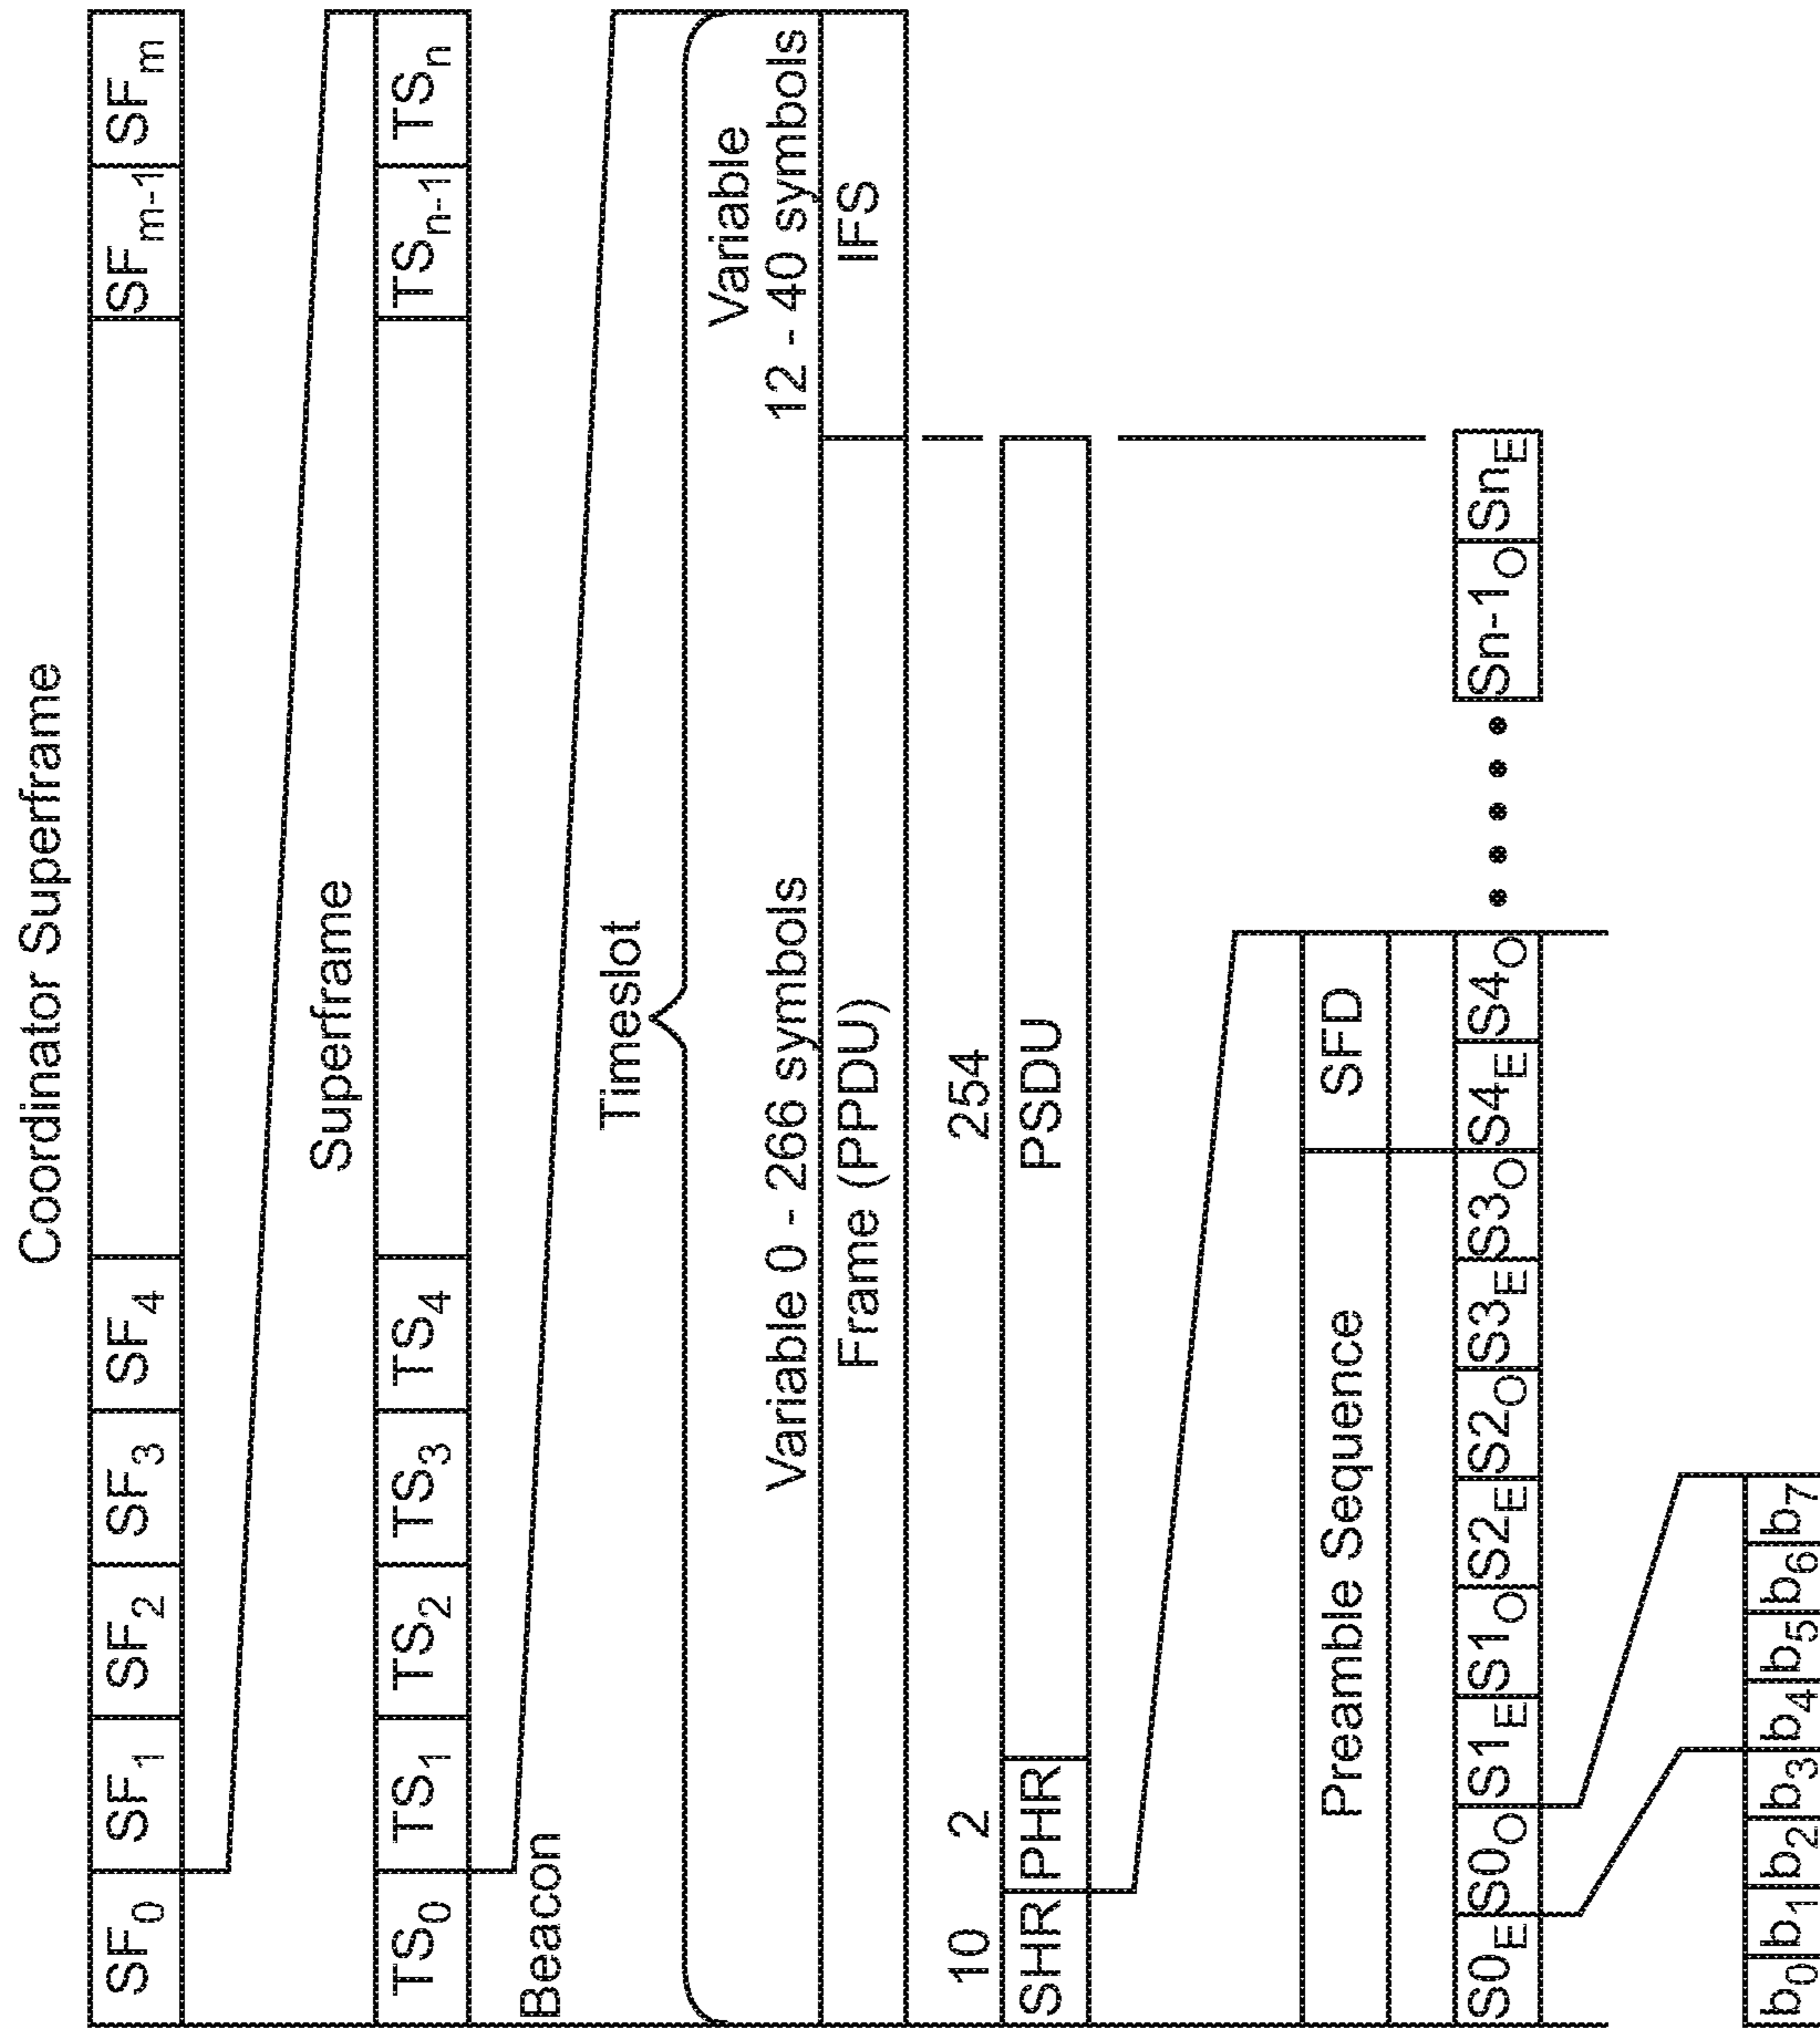 Coordinator Superframe
SF0 SF1 SF2 SF3 SF4 SFm-1 SFm
Superframe
TS0 TS1 TS2 TS3 TS4 TSn-1 TSn
Beacon
Timeslot
Variable
Variable 0 - 266 symbols 12 - 40 symbols
Frame (PPDU) IFS
10 2 254
SHR PHR PSDU
Preamble Sequence SFD
S0E S0O S1E S1O S2E S2O S3E S3O S4E S4O • • • • • Sn-1O SnE
b0 b1 b2 b3 b4 b5 b6 b7